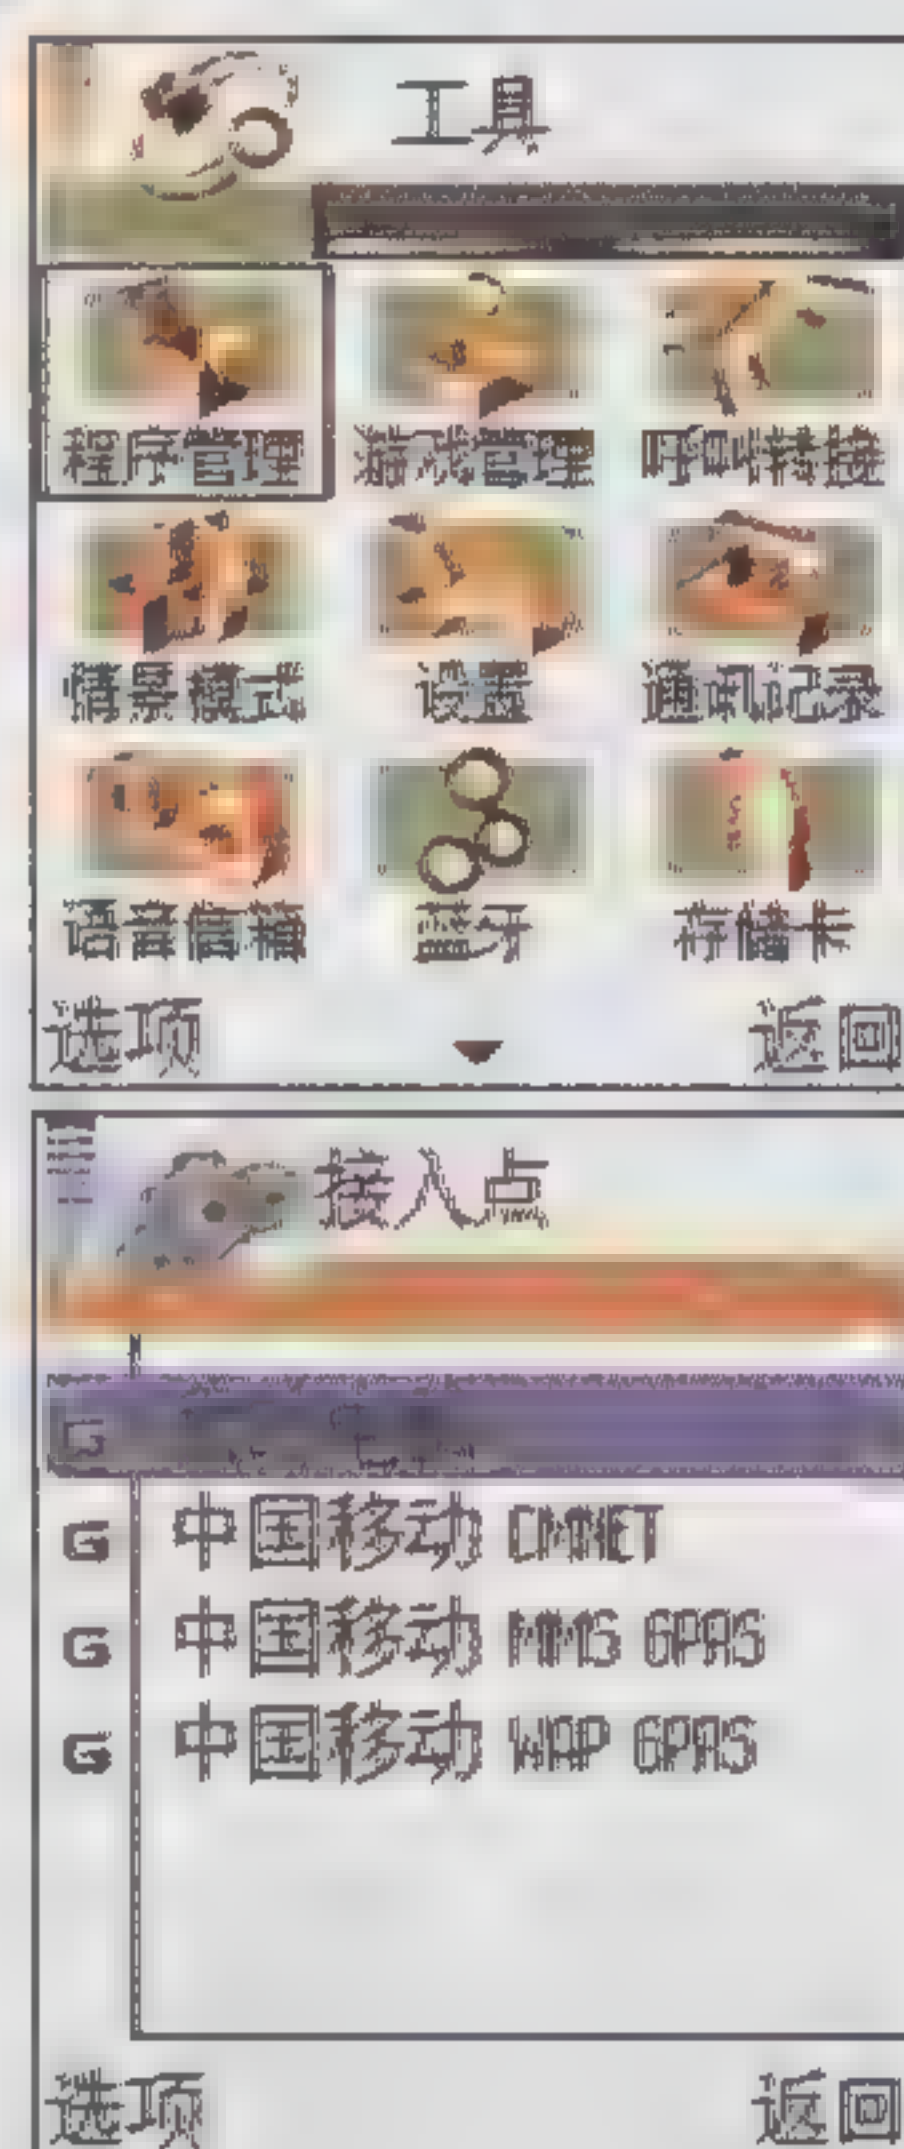 工具
程序管理 游戏管理 呼叫转接
情景模式 设置 通讯记录
语音信箱 蓝牙 存储卡
选项 返回
接入点
G
G 中国移动 CMNET
G 中国移动 MMS GPRS
G 中国移动 WAP GPRS
选项 返回